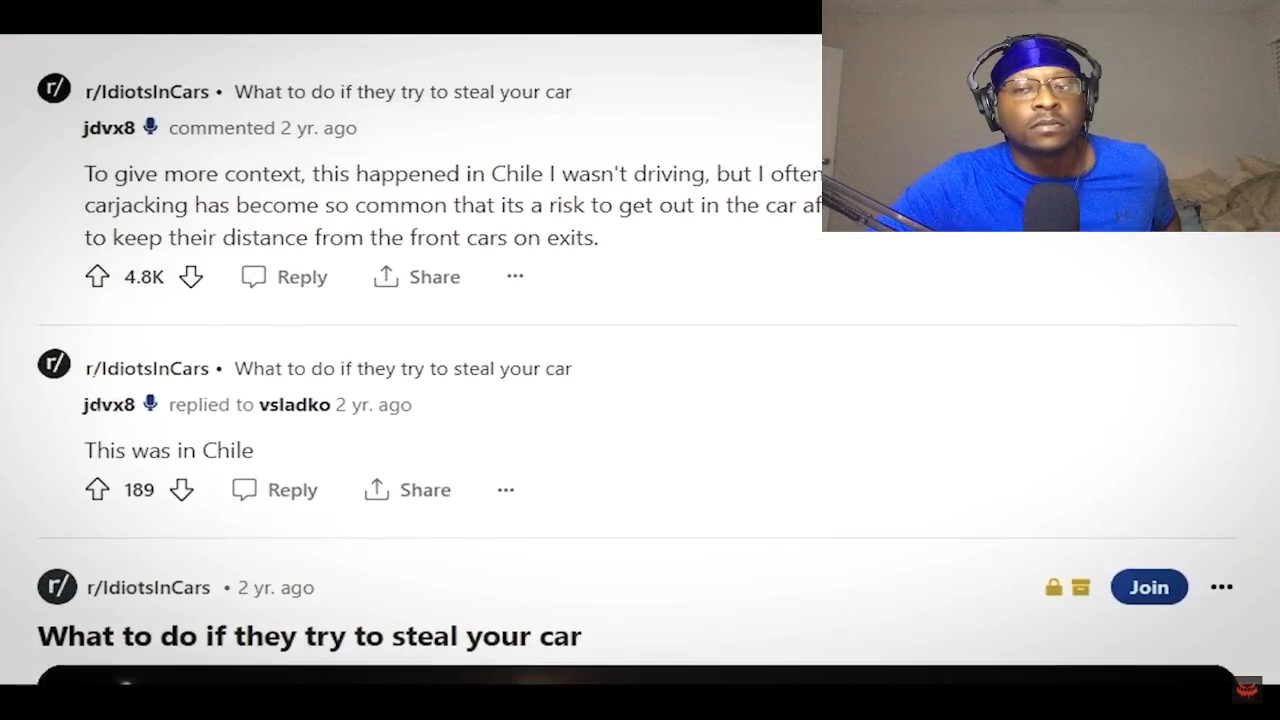 r/ r/IdiotsInCars • What to do if they try to steal your car
jdvx8 commented 2 yr. ago
To give more context, this happened in Chile I wasn't driving, but I often
carjacking has become so common that its a risk to get out in the car
to keep their distance from the front cars on exits.
4.8K Reply Share ...
r/ r/IdiotsInCars • What to do if they try to steal your car
jdvx8 replied to vsladko 2 yr. ago
This was in Chile
189 Reply Share ...
r/ r/IdiotsInCars • 2 yr. ago Join ...
What to do if they try to steal your car